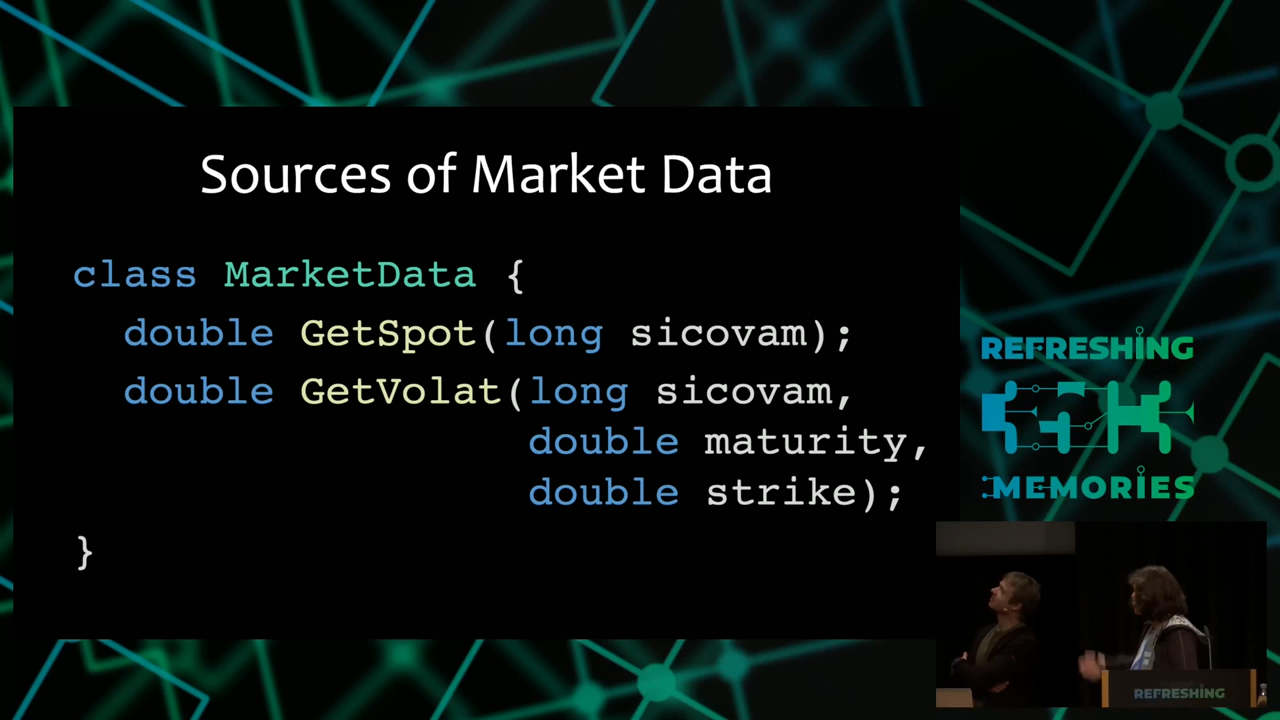 Sources of Market Data
class MarketData {
double GetSpot(long sicovam);
double GetVolat(long sicovam,
double maturity,
double strike);
}
REFRESHING
MEMORIES
REFRESHING